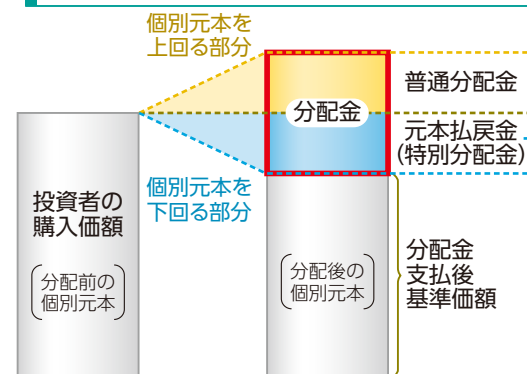 個別元本を
上回る部分
普通分配金
分配金
元本払戻金
(特別分配金)
個別元本を
下回る部分
投資者の
購入価額
分配前の
個別元本
分配後の
個別元本
分配金
支払後
基準価額